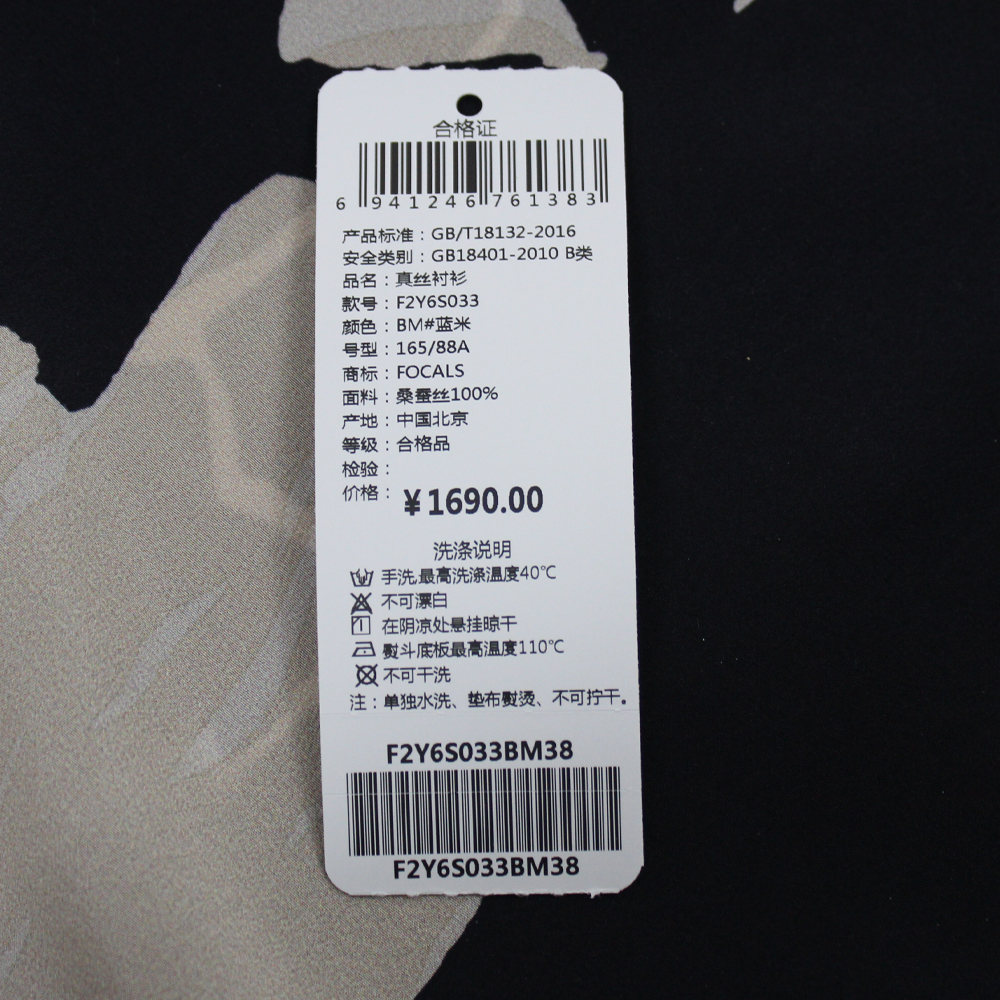 合格证
6 941246 761383
产品标准：GB/T18132-2016
安全类别：GB18401-2010 B类
品名：真丝衬衫
款号：F2Y6S033
颜色：BM#蓝米
号型：165/88A
商标：FOCALS
面料：桑蚕丝100%
产地：中国北京
等级：合格品
检验：
价格：￥1690.00
洗涤说明
手洗,最高洗涤温度40℃
不可漂白
在阴凉处悬挂晾干
熨斗底板最高温度110℃
不可干洗
注：单独水洗、垫布熨烫、不可拧干。
F2Y6S033BM38
F2Y6S033BM38